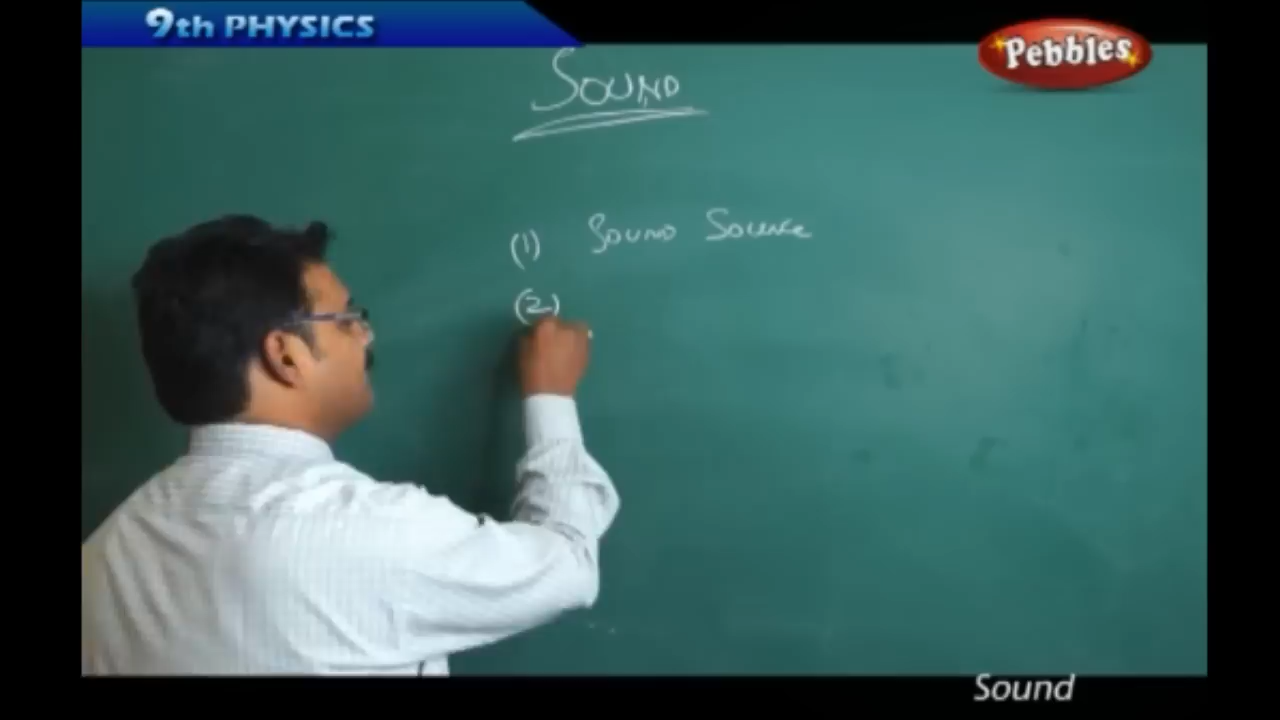 9th PHYSICS
Pebbles
SOUND
(1) SOUND SOURCE
(2)
Sound